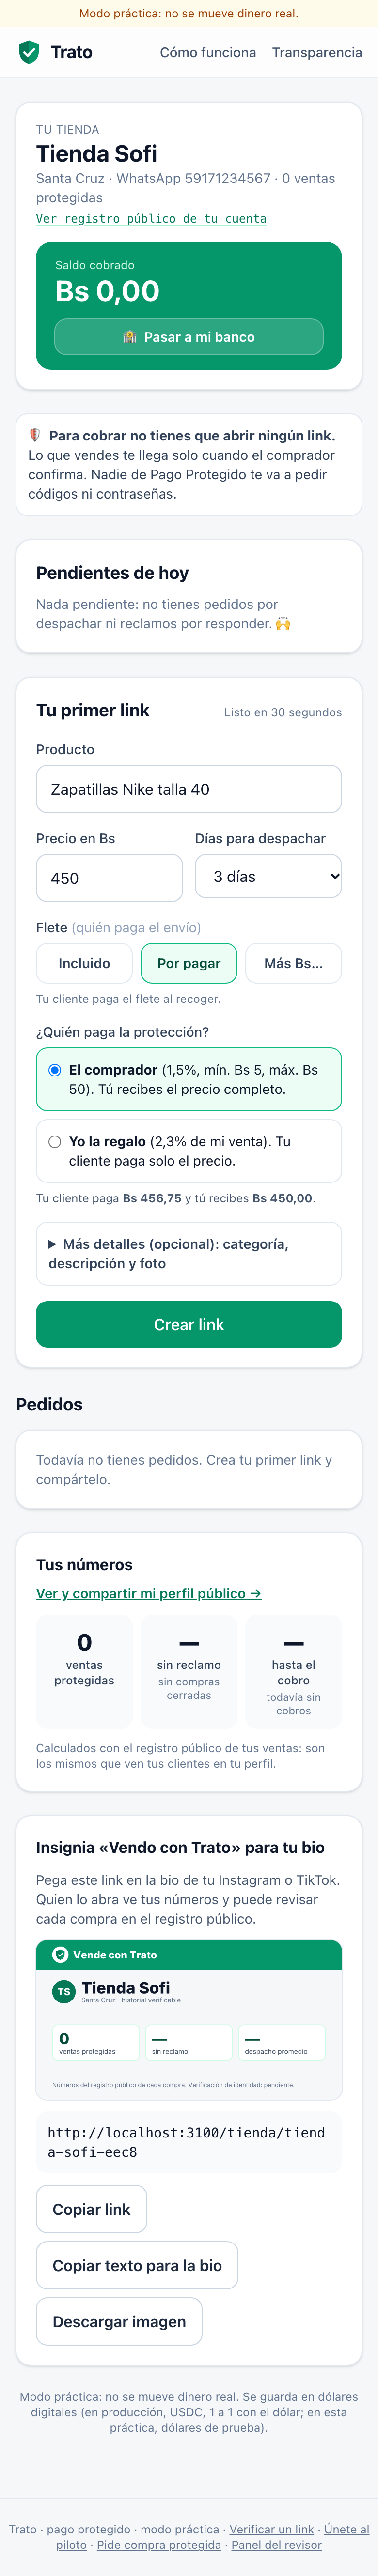 Modo práctica: no se mueve dinero real.
Trato
Cómo funciona
Transparencia
TU TIENDA
Tienda Sofi
Santa Cruz · WhatsApp 59171234567 · 0 ventas
protegidas
Ver registro público de tu cuenta
Saldo cobrado
Bs 0,00
🏦 Pasar a mi banco
🛡️ Para cobrar no tienes que abrir ningún link.
Lo que vendes te llega solo cuando el comprador
confirma. Nadie de Pago Protegido te va a pedir
códigos ni contraseñas.
Pendientes de hoy
Nada pendiente: no tienes pedidos por
despachar ni reclamos por responder. 🙌
Tu primer link
Listo en 30 segundos
Producto
Zapatillas Nike talla 40
Precio en Bs
Días para despachar
450
3 días
Flete (quién paga el envío)
Incluido
Por pagar
Más Bs...
Tu cliente paga el flete al recoger.
¿Quién paga la protección?
El comprador (1,5%, mín. Bs 5, máx. Bs
50). Tú recibes el precio completo.
Yo la regalo (2,3% de mi venta). Tu
cliente paga solo el precio.
Tu cliente paga Bs 456,75 y tú recibes Bs 450,00.
▶ Más detalles (opcional): categoría,
descripción y foto
Crear link
Pedidos
Todavía no tienes pedidos. Crea tu primer link y
compártelo.
Tus números
Ver y compartir mi perfil público →
0
ventas
protegidas
—
sin reclamo
sin compras
cerradas
—
hasta el
cobro
todavía sin
cobros
Calculados con el registro público de tus ventas: son
los mismos que ven tus clientes en tu perfil.
Insignia «Vendo con Trato» para tu bio
Pega este link en la bio de tu Instagram o TikTok.
Quien lo abra ve tus números y puede revisar
cada compra en el registro público.
Vende con Trato
TS
Tienda Sofi
Santa Cruz · historial verificable
0
ventas protegidas
—
sin reclamo
—
despacho promedio
Números del registro público de cada compra. Verificación de identidad: pendiente.
http://localhost:3100/tienda/tiend
a-sofi-eec8
Copiar link
Copiar texto para la bio
Descargar imagen
Modo práctica: no se mueve dinero real. Se guarda en dólares
digitales (en producción, USDC, 1 a 1 con el dólar; en esta
práctica, dólares de prueba).
Trato · pago protegido · modo práctica · Verificar un link · Únete al
piloto · Pide compra protegida · Panel del revisor